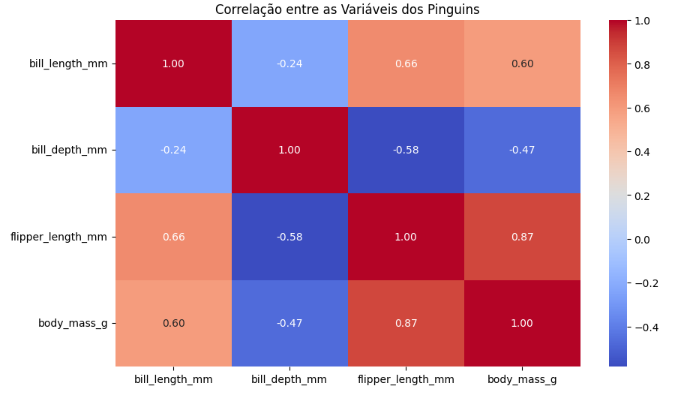 Correlação entre as Variáveis dos Pinguins
bill_length_mm 1.00 -0.24 0.66 0.60
bill_depth_mm -0.24 1.00 -0.58 -0.47
flipper_length_mm 0.66 -0.58 1.00 0.87
body_mass_g 0.60 -0.47 0.87 1.00
bill_length_mm bill_depth_mm flipper_length_mm body_mass_g
1.0
0.8
0.6
0.4
0.2
0.0
−0.2
−0.4